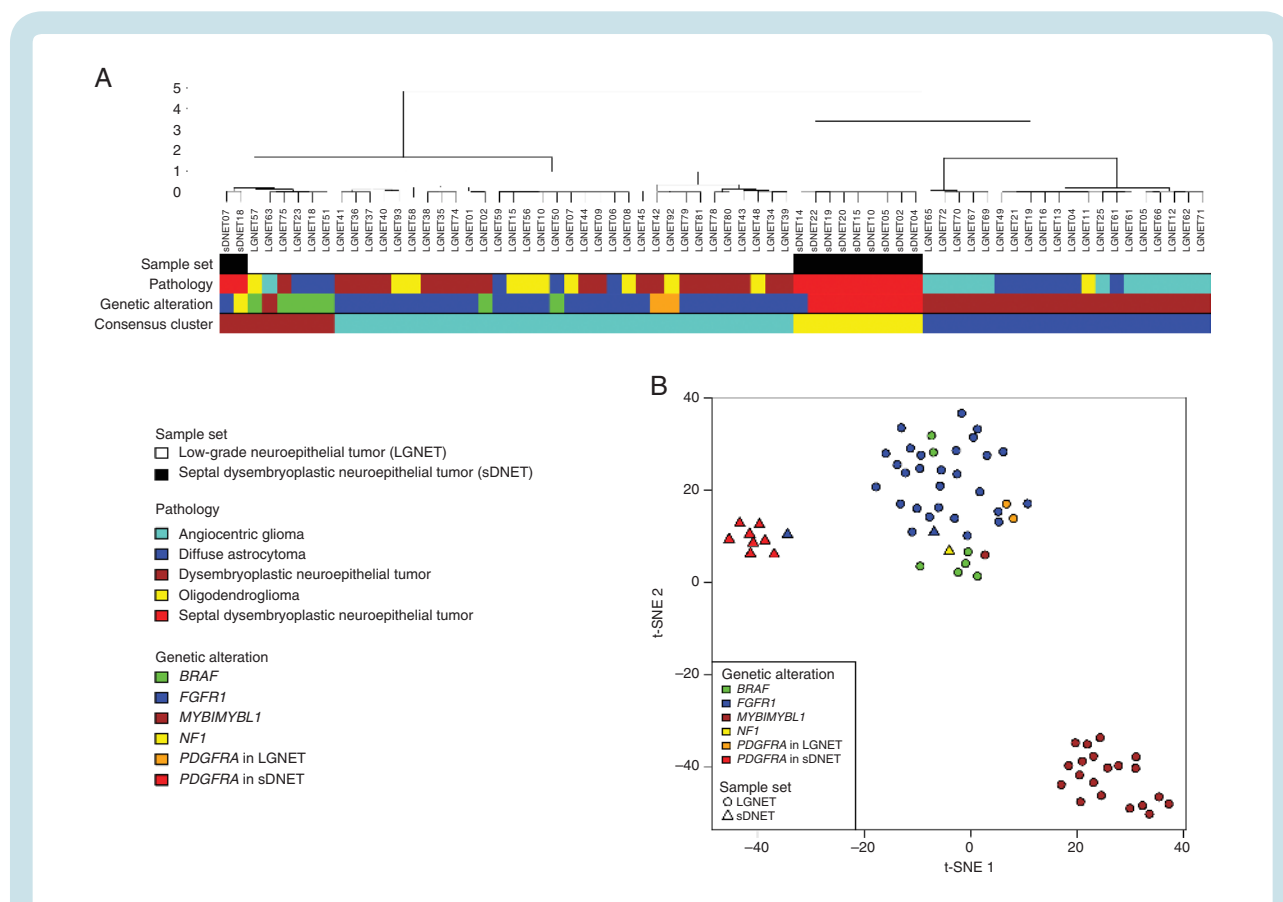 A
5
4
3
2
1
0
sDNET07
sDNET18
LGNET57
LGNET63
LGNET75
LGNET23
LGNET18
LGNET51
LGNET41
LGNET36
LGNET37
LGNET40
LGNET93
LGNET58
LGNET38
LGNET35
LGNET74
LGNET01
LGNET02
LGNET59
LGNET15
LGNET56
LGNET10
LGNET50
LGNET07
LGNET44
LGNET09
LGNET06
LGNET08
LGNET45
LGNET42
LGNET92
LGNET79
LGNET81
LGNET78
LGNET80
LGNET43
LGNET48
LGNET34
LGNET39
sDNET14
sDNET22
sDNET19
sDNET20
sDNET15
sDNET10
sDNET05
sDNET02
sDNET04
LGNET65
LGNET72
LGNET70
LGNET67
LGNET69
LGNET49
LGNET21
LGNET19
LGNET16
LGNET13
LGNET04
LGNET11
LGNET25
LGNET61
LGNET61
LGNET05
LGNET66
LGNET12
LGNET62
LGNET71
Sample set
Pathology
Genetic alteration
Consensus cluster
Sample set
Low-grade neuroepithelial tumor (LGNET)
Septal dysembryoplastic neuroepithelial tumor (sDNET)
Pathology
Angiocentric glioma
Diffuse astrocytoma
Dysembryoplastic neuroepithelial tumor
Oligodendroglioma
Septal dysembryoplastic neuroepithelial tumor
Genetic alteration
BRAF
FGFR1
MYBIMYBL1
NF1
PDGFRA in LGNET
PDGFRA in sDNET
B
40
20
0
−20
−40
t-SNE 2
Genetic alteration
BRAF
FGFR1
MYBIMYBL1
NF1
PDGFRA in LGNET
PDGFRA in sDNET
Sample set
LGNET
sDNET
−40
−20
0
20
40
t-SNE 1